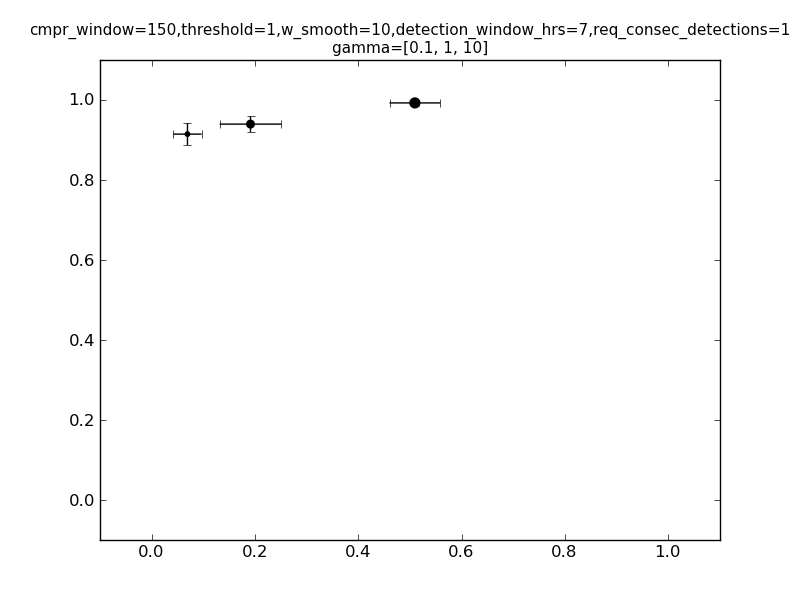 cmpr_window=150,threshold=1,w_smooth=10,detection_window_hrs=7,req_consec_detections=1
gamma=[0.1, 1, 10]
1.0
0.8
0.6
0.4
0.2
0.0
0.0 0.2 0.4 0.6 0.8 1.0